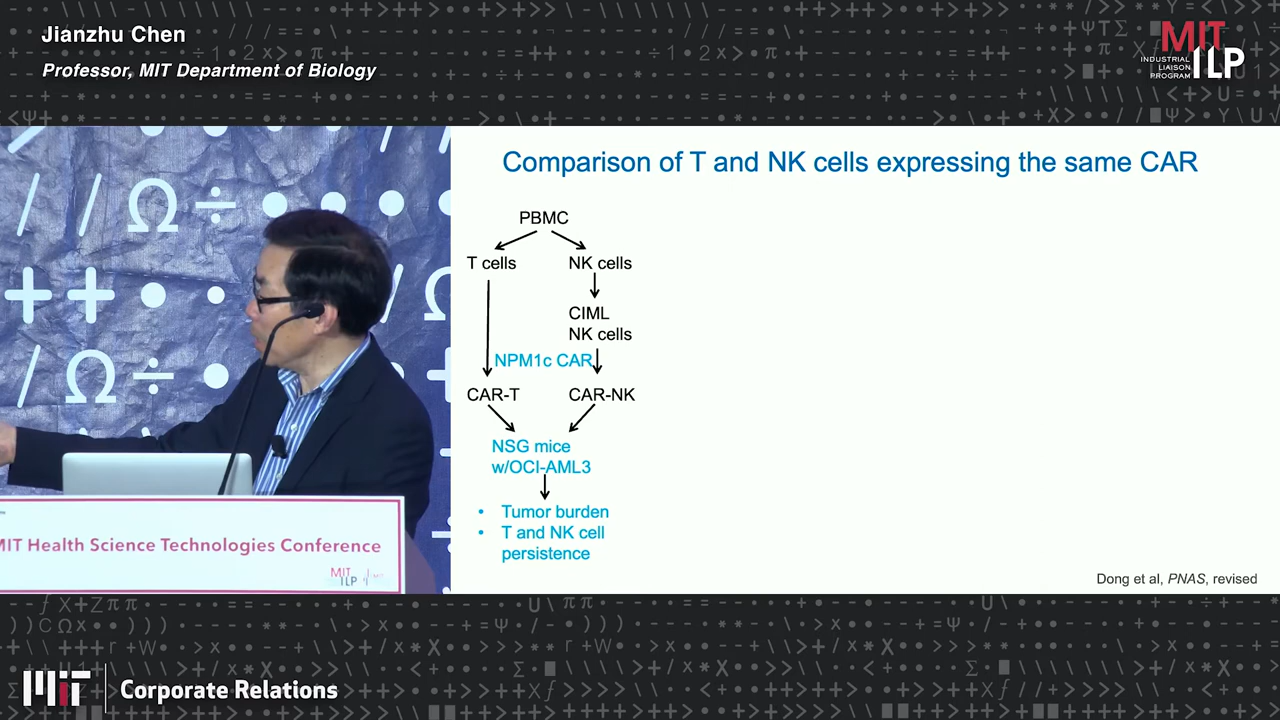 Jianzhu Chen
Professor, MIT Department of Biology
MIT
INDUSTRIAL
LIAISON
PROGRAM
ILP
Comparison of T and NK cells expressing the same CAR
PBMC
T cells
NK cells
CIML
NK cells
NPM1c CAR
CAR-T
CAR-NK
NSG mice
w/OCI-AML3
• Tumor burden
• T and NK cell
persistence
Dong et al, PNAS, revised
MIT Health Science Technologies Conference
MIT
ILP
MIT
Corporate Relations